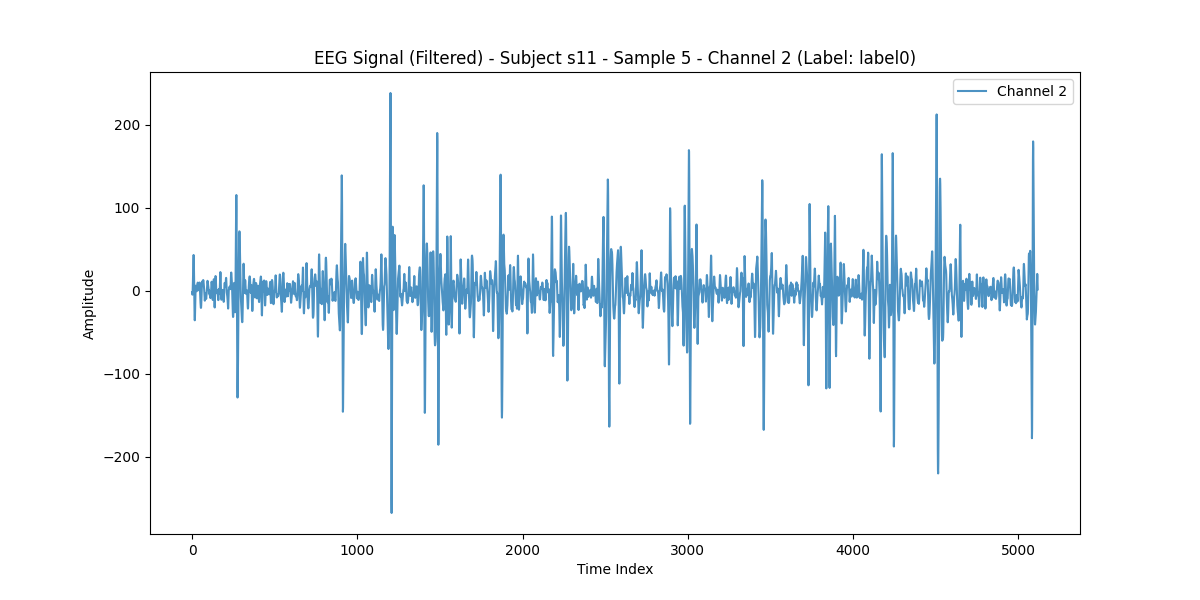 EEG Signal (Filtered) - Subject s11 - Sample 5 - Channel 2 (Label: label0)
Channel 2
200
100
0
−100
−200
Amplitude
0 1000 2000 3000 4000 5000
Time Index